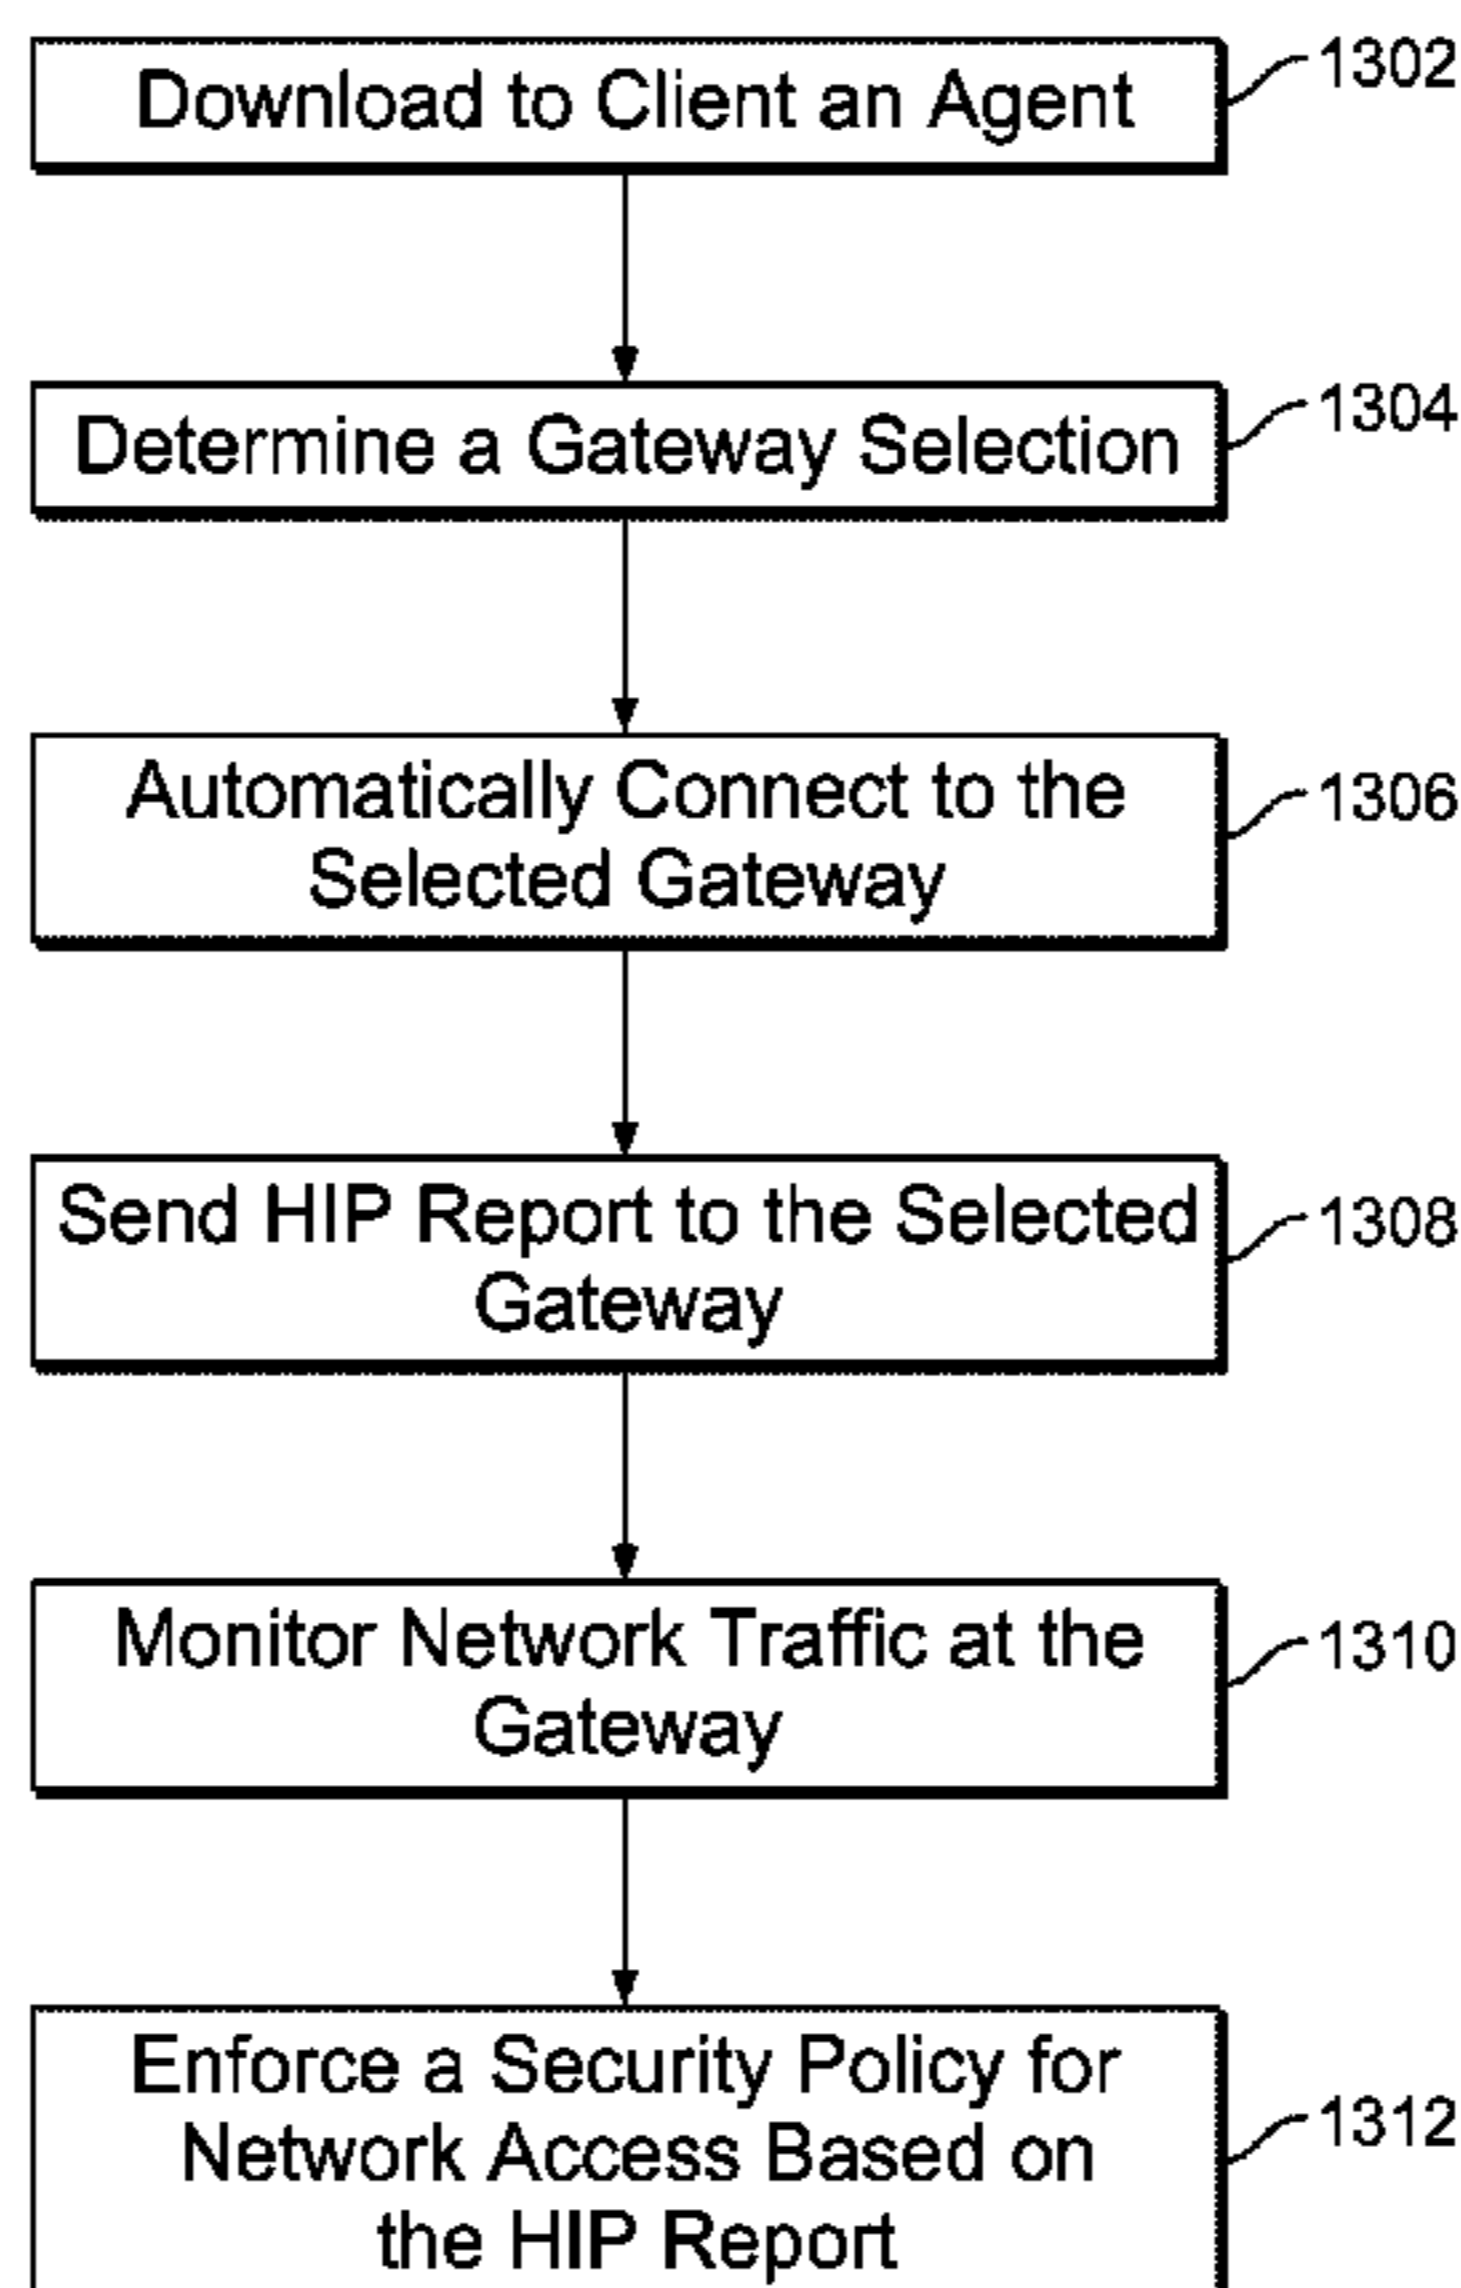 Download to Client an Agent
1302
Determine a Gateway Selection
1304
Automatically Connect to the
Selected Gateway
1306
Send HIP Report to the Selected
Gateway
1308
Monitor Network Traffic at the
Gateway
1310
Enforce a Security Policy for
Network Access Based on
the HIP Report
1312